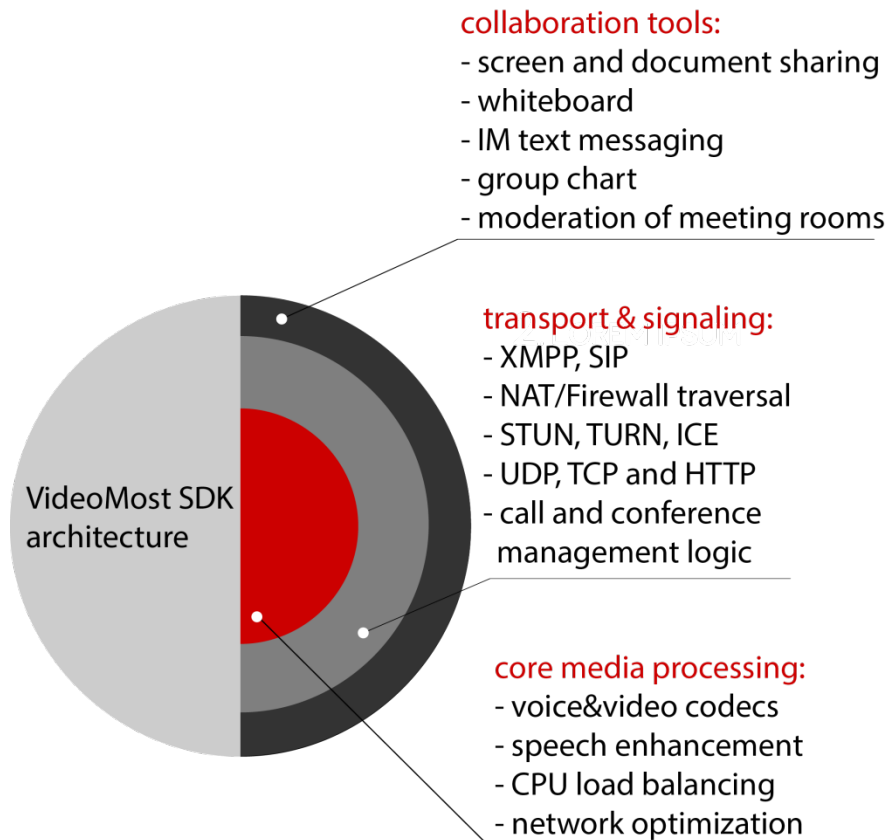 collaboration tools:
- screen and document sharing
- whiteboard
- IM text messaging
- group chart
- moderation of meeting rooms
transport & signaling:
- XMPP, SIP
- NAT/Firewall traversal
- STUN, TURN, ICE
- UDP, TCP and HTTP
- call and conference
management logic
VideoMost SDK
architecture
core media processing:
- voice&video codecs
- speech enhancement
- CPU load balancing
- network optimization